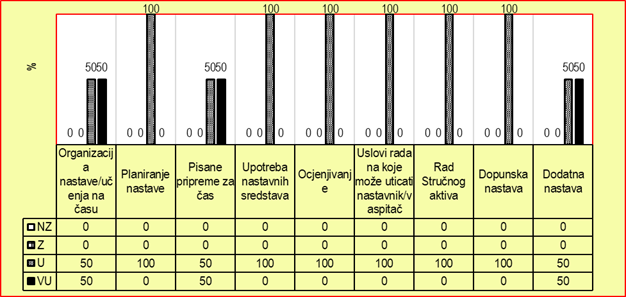 100 100 100 100 100 100
%
5050 5050 5050
0 0 0 0 0 0 0 0 0 0 0 0 0 0 0 0 0 0 0 0 0 0 0 0
Organizacij
a
nastave/uč
enja na
času
Planiranje
nastave
Pisane
pripreme za
čas
Upotreba
nastavnih
sredstava
Ocjenjivanj
e
Uslovi rada
na koje
može uticati
nastavnik/v
aspitač
Rad
Stručnog
aktiva
Dopunska
nastava
Dodatna
nastava
NZ 0 0 0 0 0 0 0 0 0
Z 0 0 0 0 0 0 0 0 0
U 50 100 50 100 100 100 100 100 50
VU 50 0 50 0 0 0 0 0 50